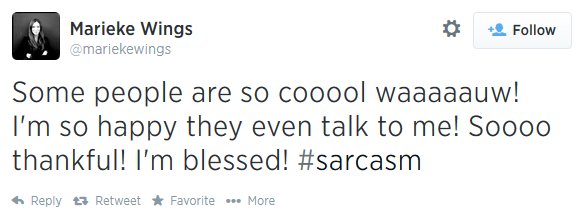 Marieke Wings
@mariekewings
Follow
Some people are so cooool waaaaauw!
I'm so happy they even talk to me! Soooo
thankful! I'm blessed! #sarcasm
Reply Retweet Favorite More